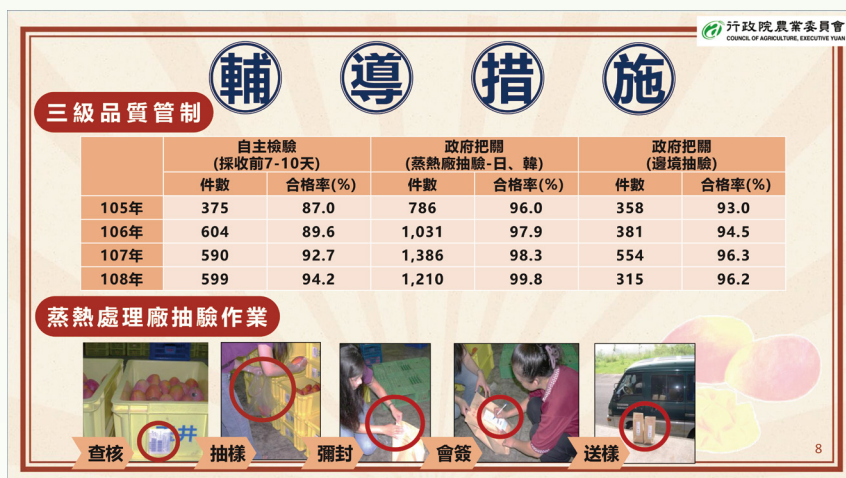 行政院農業委員會
COUNCIL OF AGRICULTURE, EXECUTIVE YUAN
輔導措施
三級品質管制
自主檢驗 政府把關 政府把關
(採收前7-10天) (蒸熱廠抽驗-日、韓) (邊境抽驗)
件數 合格率(%) 件數 合格率(%) 件數 合格率(%)
105年 375 87.0 786 96.0 358 93.0
106年 604 89.6 1,031 97.9 381 94.5
107年 590 92.7 1,386 98.3 554 96.3
108年 599 94.2 1,210 99.8 315 96.2
蒸熱處理廠抽驗作業
井
查核 抽樣 彌封 會簽 送樣
8